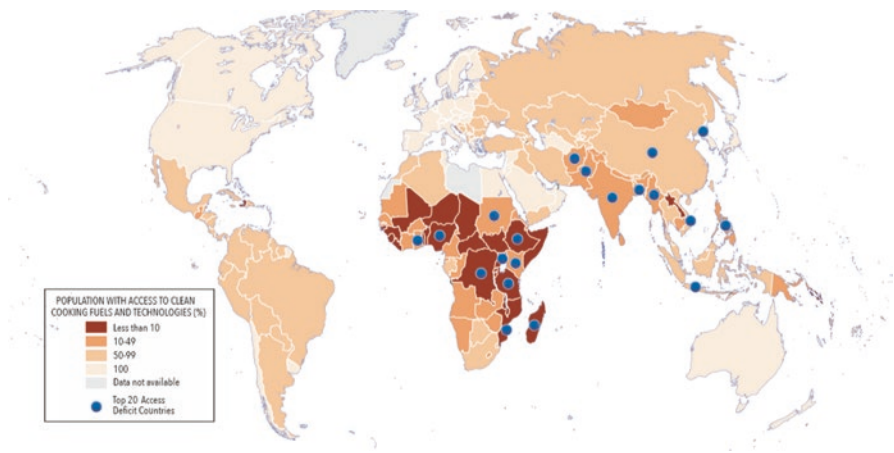 POPULATION WITH ACCESS TO CLEAN
COOKING FUELS AND TECHNOLOGIES (%)
Less than 10
10-49
50-99
100
Data not available
Top 20 Access
Deficit Countries